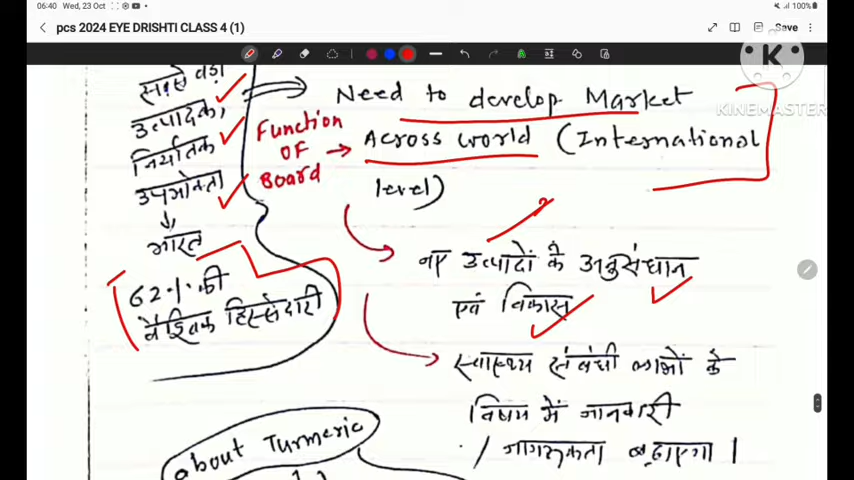 06:40 Wed, 23 Oct
100%
pcs 2024 EYE DRISHTI CLASS 4 (1)
Save
K
KINEMASTER
सबसे बड़ा
उत्पादक,
निर्यातक
उपभोक्ता
↓
भारत
62% की
वैश्विक हिस्सेदारी
Function
OF
Board
Need to develop Market
Across world (International
level)
नए उत्पादों के अनुसंधान
एवं विकास
स्वास्थ्य संबंधी लाभों के
विषय में जानकारी
/ जागरूकता बढ़ाएगा।
about Turmeric